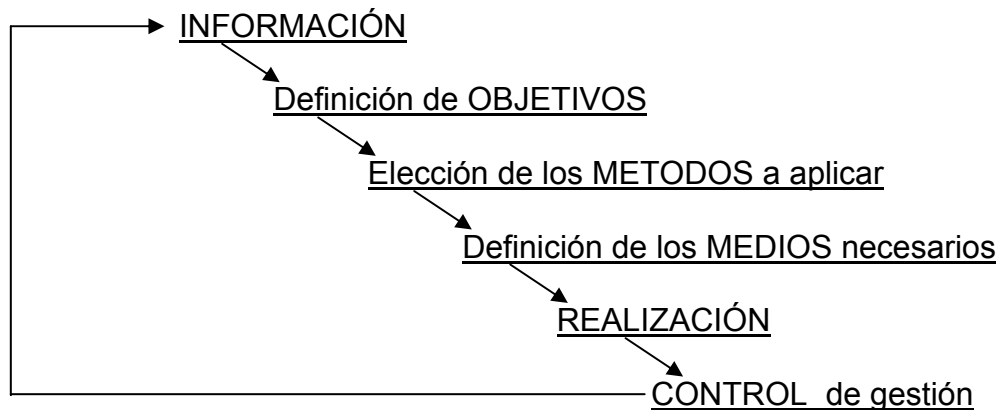 INFORMACIÓN
Definición de OBJETIVOS
Elección de los METODOS a aplicar
Definición de los MEDIOS necesarios
REALIZACIÓN
CONTROL  de gestión